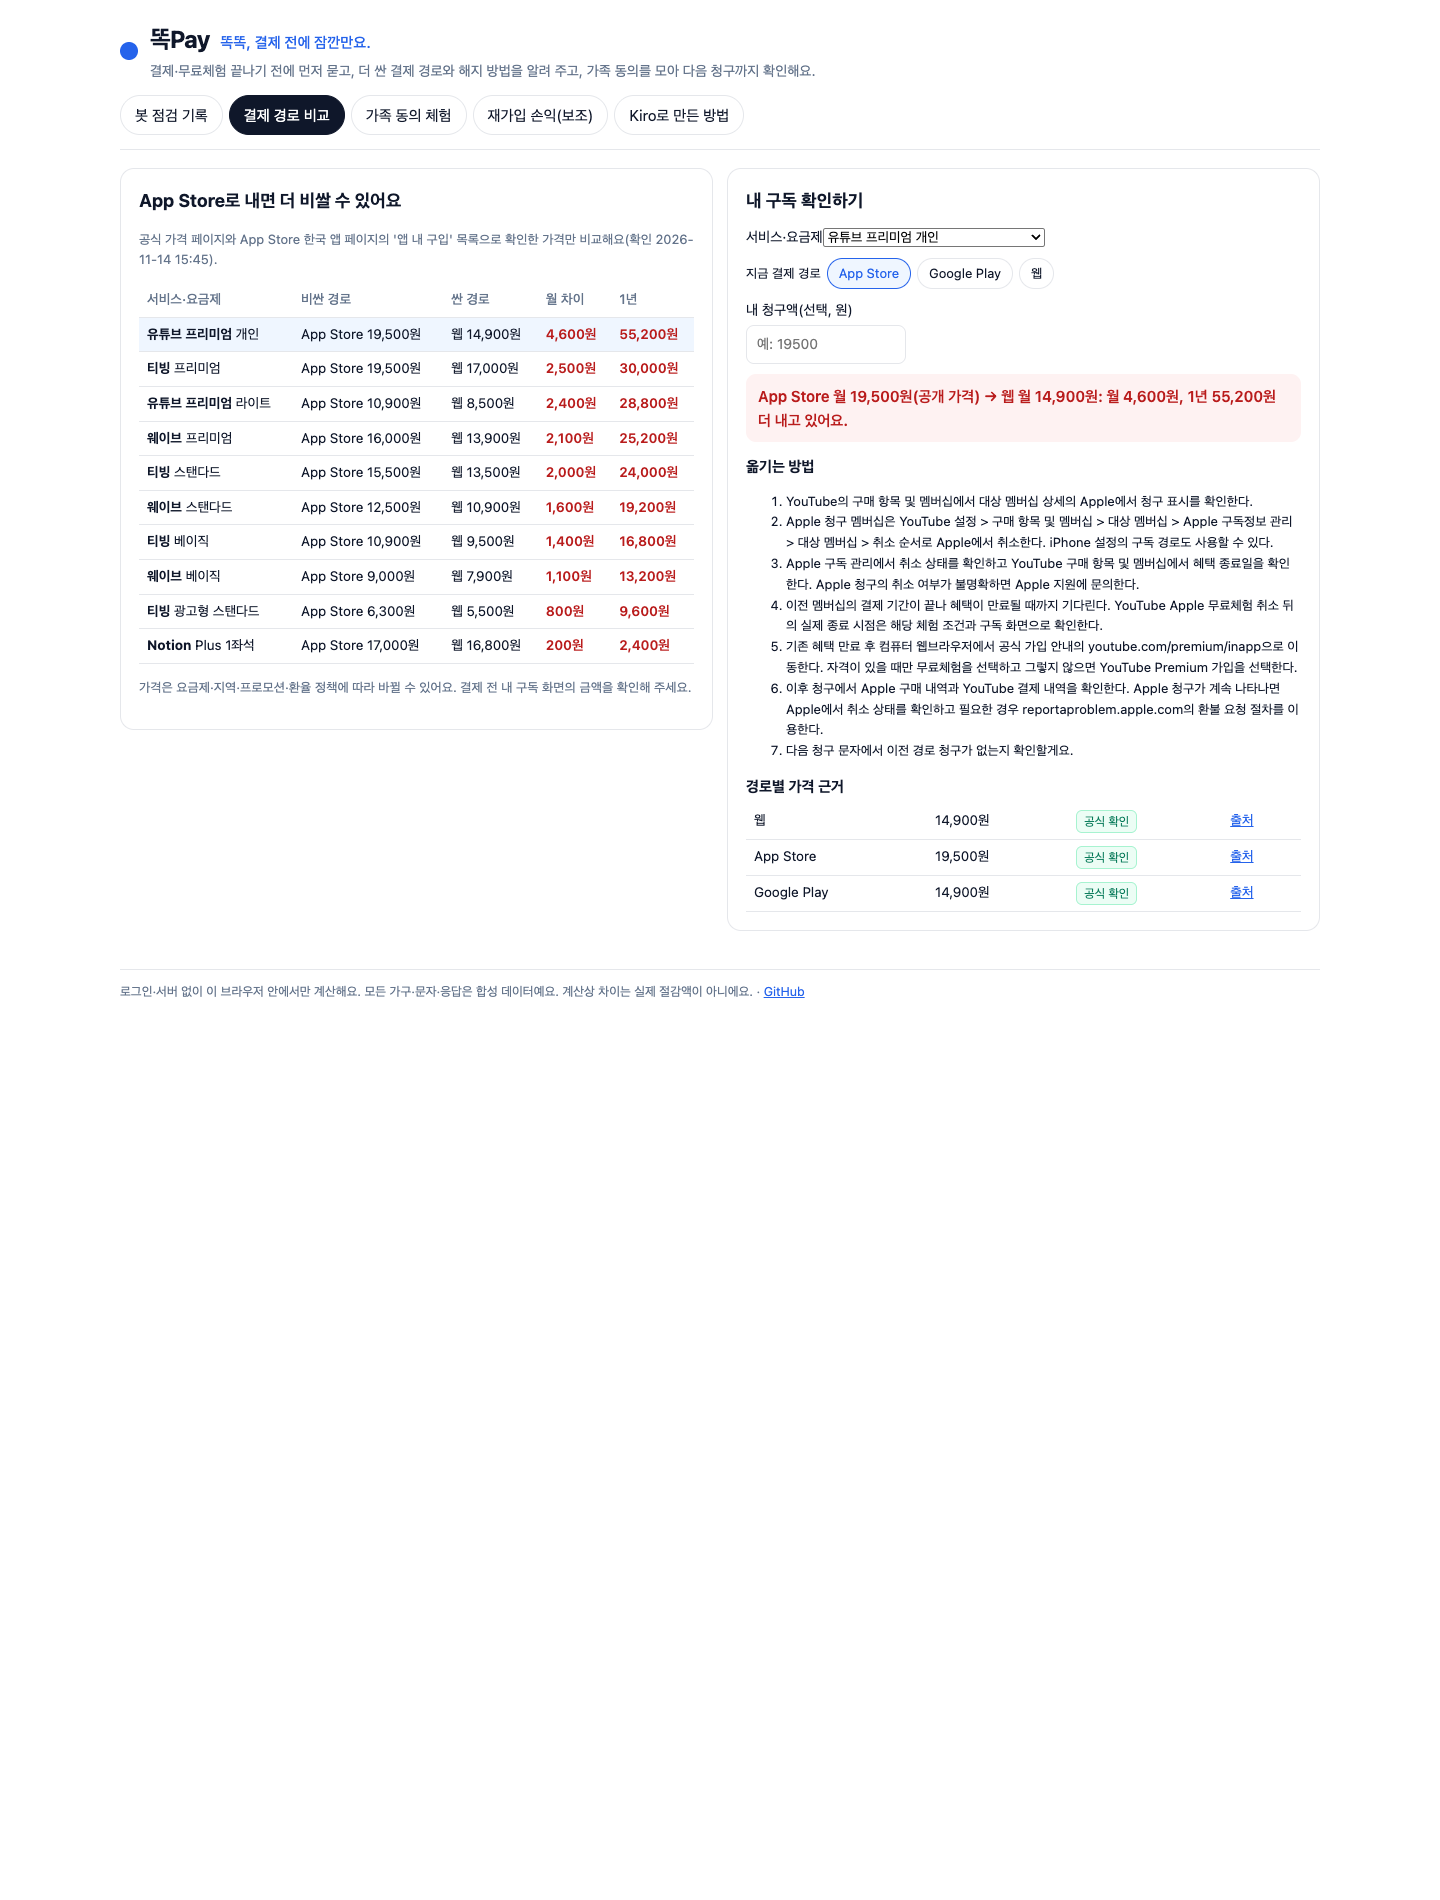 똑Pay 똑똑, 결제 전에 잠깐만요.
결제·무료체험 끝나기 전에 먼저 묻고, 더 싼 결제 경로와 해지 방법을 알려 주고, 가족 동의를 모아 다음 청구까지 확인해요.
봇 점검 기록 결제 경로 비교 가족 동의 체험 재가입 손익(보조) Kiro로 만든 방법
App Store로 내면 더 비쌀 수 있어요
공식 가격 페이지와 App Store 한국 앱 페이지의 '앱 내 구입' 목록으로 확인한 가격만 비교해요(확인 2026-
11-14 15:45).
서비스·요금제 비싼 경로 싼 경로 월 차이 1년
유튜브 프리미엄 개인 App Store 19,500원 웹 14,900원 4,600원 55,200원
티빙 프리미엄 App Store 19,500원 웹 17,000원 2,500원 30,000원
유튜브 프리미엄 라이트 App Store 10,900원 웹 8,500원 2,400원 28,800원
웨이브 프리미엄 App Store 16,000원 웹 13,900원 2,100원 25,200원
티빙 스탠다드 App Store 15,500원 웹 13,500원 2,000원 24,000원
웨이브 스탠다드 App Store 12,500원 웹 10,900원 1,600원 19,200원
티빙 베이직 App Store 10,900원 웹 9,500원 1,400원 16,800원
웨이브 베이직 App Store 9,000원 웹 7,900원 1,100원 13,200원
티빙 광고형 스탠다드 App Store 6,300원 웹 5,500원 800원 9,600원
Notion Plus 1좌석 App Store 17,000원 웹 16,800원 200원 2,400원
가격은 요금제·지역·프로모션·환율 정책에 따라 바뀔 수 있어요. 결제 전 내 구독 화면의 금액을 확인해 주세요.
내 구독 확인하기
서비스·요금제 유튜브 프리미엄 개인
지금 결제 경로 App Store Google Play 웹
내 청구액(선택, 원)
예: 19500
App Store 월 19,500원(공개 가격) → 웹 월 14,900원: 월 4,600원, 1년 55,200원
더 내고 있어요.
옮기는 방법
1. YouTube의 구매 항목 및 멤버십에서 대상 멤버십 상세의 Apple에서 청구 표시를 확인한다.
2. Apple 청구 멤버십은 YouTube 설정 > 구매 항목 및 멤버십 > 대상 멤버십 > Apple 구독정보 관리
> 대상 멤버십 > 취소 순서로 Apple에서 취소한다. iPhone 설정의 구독 경로도 사용할 수 있다.
3. Apple 구독 관리에서 취소 상태를 확인하고 YouTube 구매 항목 및 멤버십에서 혜택 종료일을 확인
한다. Apple 청구의 취소 여부가 불명확하면 Apple 지원에 문의한다.
4. 이전 멤버십의 결제 기간이 끝나 혜택이 만료될 때까지 기다린다. YouTube Apple 무료체험 취소 뒤
의 실제 종료 시점은 해당 체험 조건과 구독 화면으로 확인한다.
5. 기존 혜택 만료 후 컴퓨터 웹브라우저에서 공식 가입 안내의 youtube.com/premium/inapp으로 이
동한다. 자격이 있을 때만 무료체험을 선택하고 그렇지 않으면 YouTube Premium 가입을 선택한다.
6. 이후 청구에서 Apple 구매 내역과 YouTube 결제 내역을 확인한다. Apple 청구가 계속 나타나면
Apple에서 취소 상태를 확인하고 필요한 경우 reportaproblem.apple.com의 환불 요청 절차를 이
용한다.
7. 다음 청구 문자에서 이전 경로 청구가 없는지 확인할게요.
경로별 가격 근거
웹 14,900원 공식 확인 출처
App Store 19,500원 공식 확인 출처
Google Play 14,900원 공식 확인 출처
로그인·서버 없이 이 브라우저 안에서만 계산해요. 모든 가구·문자·응답은 합성 데이터예요. 계산상 차이는 실제 절감액이 아니에요. · GitHub